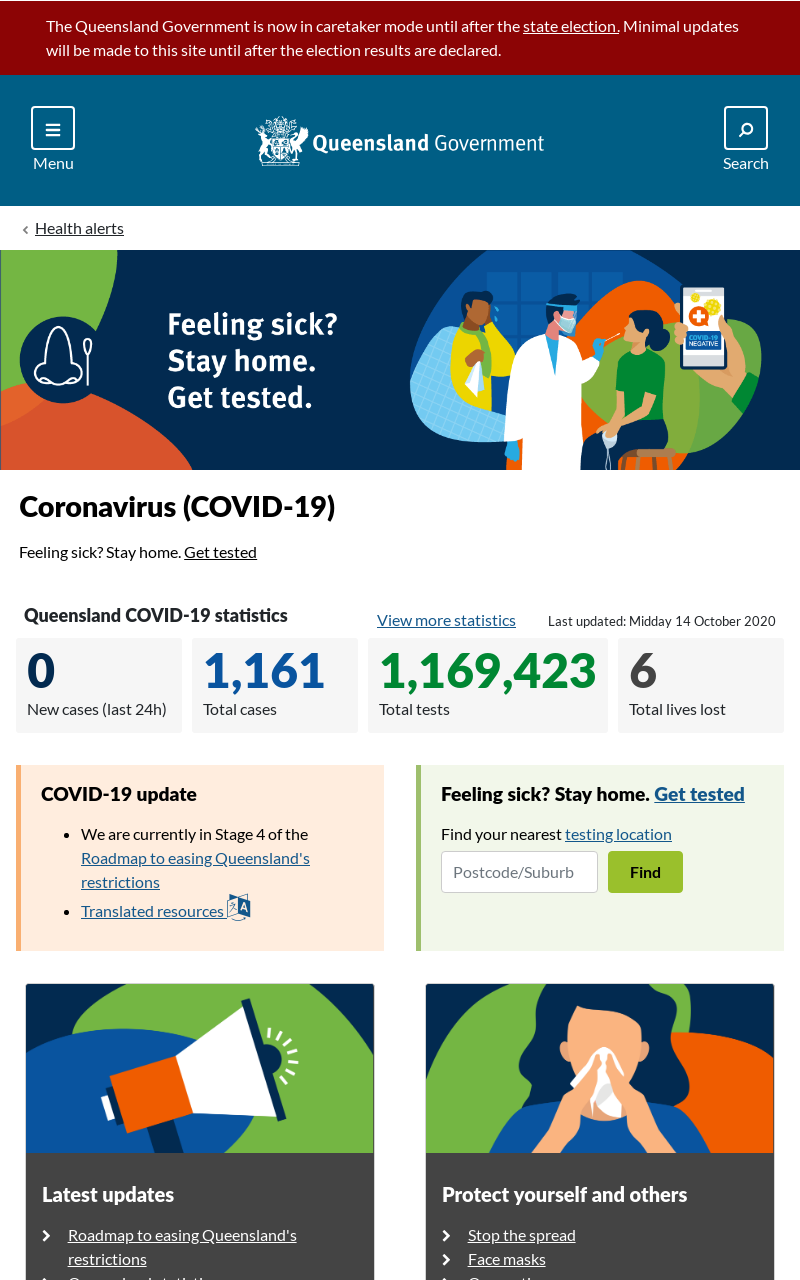 The Queensland Government is now in caretaker mode until after the state election. Minimal updates
will be made to this site until after the election results are declared.
Menu
Queensland Government
Search
Health alerts
Feeling sick?
Stay home.
Get tested.
COVID-19
NEGATIVE
Coronavirus (COVID-19)
Feeling sick? Stay home. Get tested
Queensland COVID-19 statistics
View more statistics
Last updated: Midday 14 October 2020
0
New cases (last 24h)
1,161
Total cases
1,169,423
Total tests
6
Total lives lost
COVID-19 update
We are currently in Stage 4 of the
Roadmap to easing Queensland's
restrictions
Translated resources
Feeling sick? Stay home. Get tested
Find your nearest testing location
Postcode/Suburb
Find
Latest updates
Roadmap to easing Queensland's
restrictions
Protect yourself and others
Stop the spread
Face masks